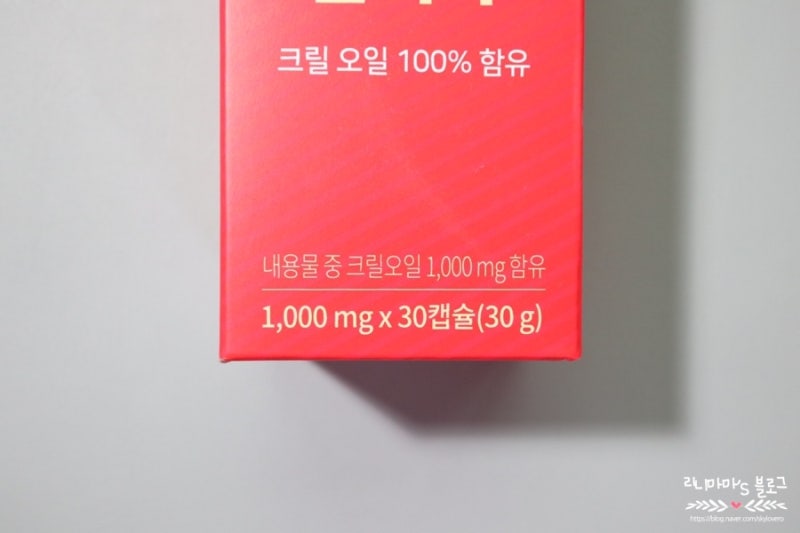 크릴 오일 100% 함유
내용물 중 크릴오일 1,000 mg 함유
1,000 mg x 30캡슐(30 g)
라니마마's 블로그
https://blog.naver.com/skylovero